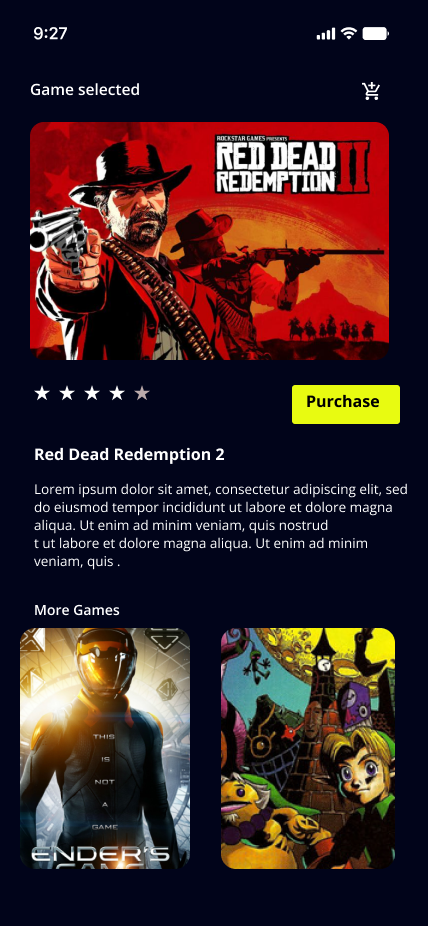 9:27
Game selected
ROCKSTAR GAMES PRESENTS
RED DEAD
REDEMPTION II
Purchase
Red Dead Redemption 2
Lorem ipsum dolor sit amet, consectetur adipiscing elit, sed
do eiusmod tempor incididunt ut labore et dolore magna
aliqua. Ut enim ad minim veniam, quis nostrud
t ut labore et dolore magna aliqua. Ut enim ad minim
veniam, quis .
More Games
THIS
IS
NOT
A
GAME
ENDER'S
GAME